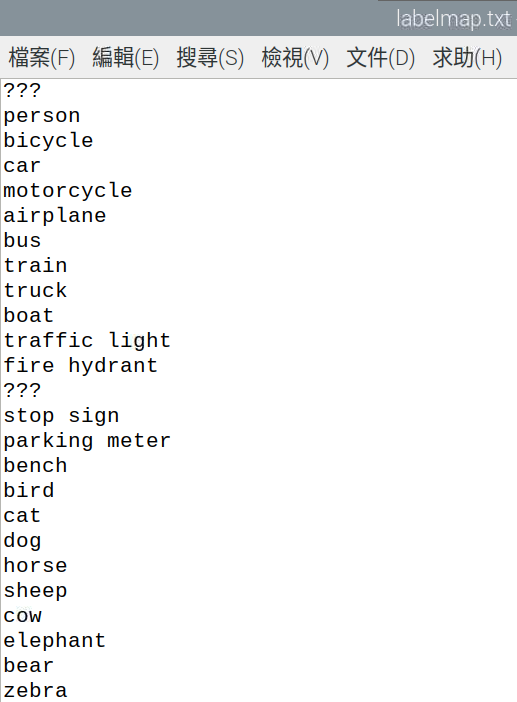 labelmap.txt
檔案(F) 編輯(E) 搜尋(S) 檢視(V) 文件(D) 求助(H)
???
person
bicycle
car
motorcycle
airplane
bus
train
truck
boat
traffic light
fire hydrant
???
stop sign
parking meter
bench
bird
cat
dog
horse
sheep
cow
elephant
bear
zebra